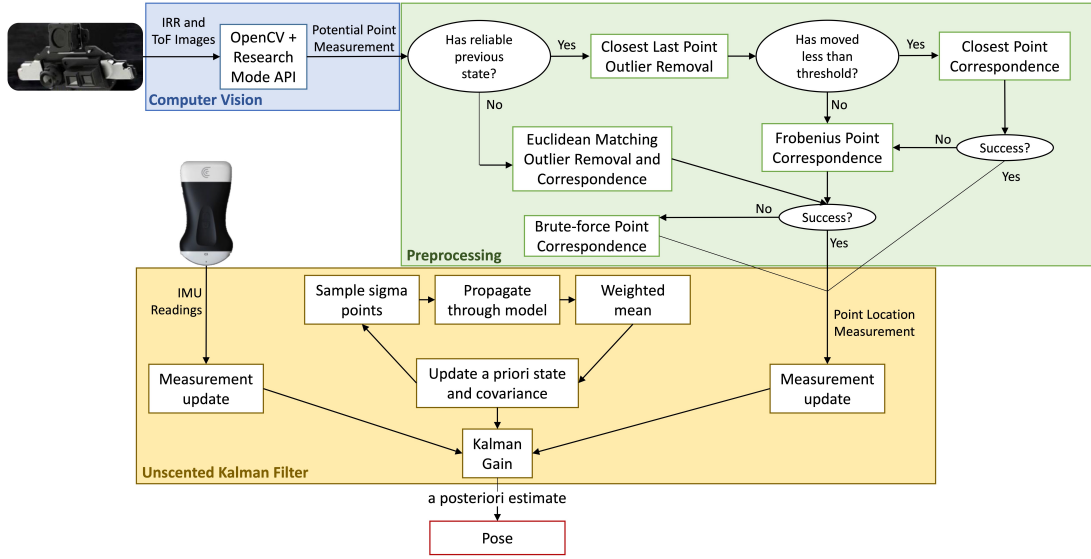 IRR and
ToF Images
OpenCV +
Research
Mode API
Computer Vision
Potential Point
Measurement
Has reliable
previous
state?
Yes
No
Closest Last Point
Outlier Removal
Has moved
less than
threshold?
Yes
No
Closest Point
Correspondence
Euclidean Matching
Outlier Removal and
Correspondence
Frobenius Point
Correspondence
No
Success?
Yes
No
Success?
Yes
Brute-force Point
Correspondence
Preprocessing
IMU
Readings
Sample sigma
points
Propagate
through model
Weighted
mean
Point Location
Measurement
Measurement
update
Update a priori state
and covariance
Measurement
update
Kalman
Gain
Unscented Kalman Filter
a posteriori estimate
Pose